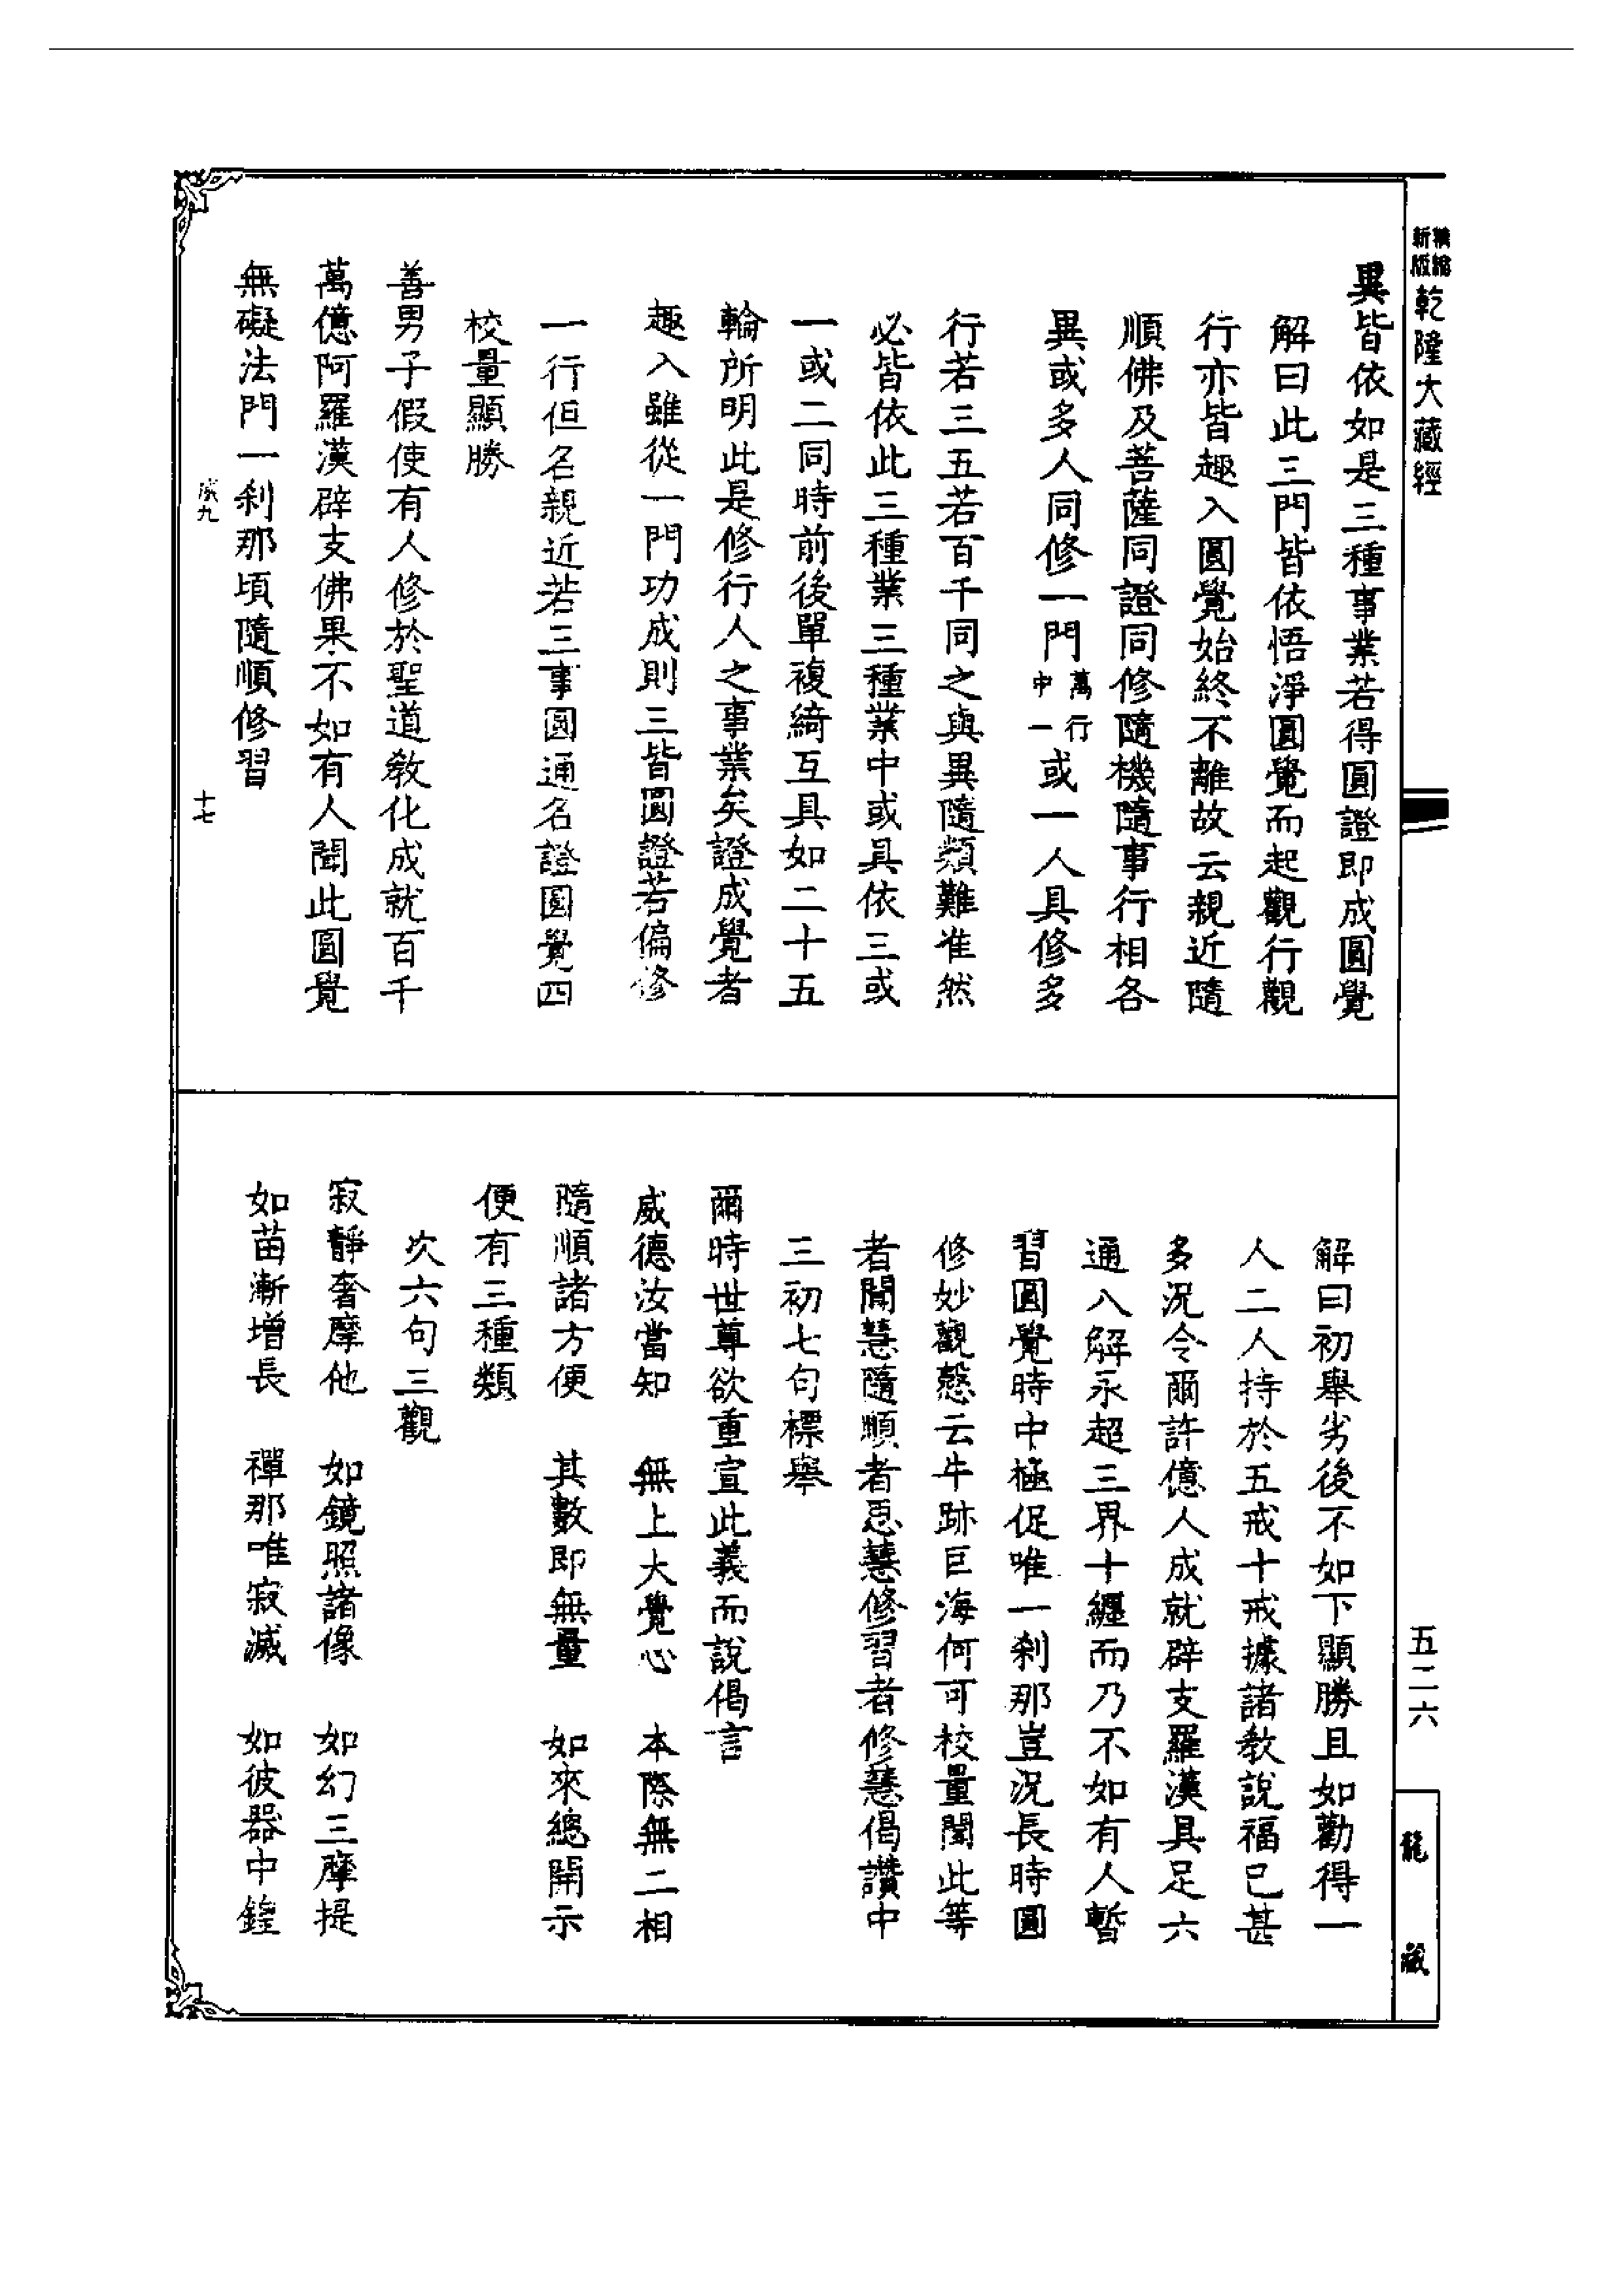 新版精縮乾隆大藏經
異皆依如是三種事業若得圓證即成圓覺
解曰此三門皆依悟淨圓覺而起觀行觀
行亦皆趣入圓覺始終不離故云親近隨
順佛及菩薩同證同修隨機隨事行相各
異或多人同修一門萬行中一或一人具修多
行若三五若百千同之與異隨類難准然
必皆依此三種業三種業中或具依三或
一或二同時前後單複綺互具如二十五
輪所明此是修行人之事業矣證成覺者
趣入雖從一門功成則三皆圓證若偏修
一行但名親近若三事圓通名證圓覺四
校量顯勝
善男子假使有人修於聖道教化成就百千
萬億阿羅漢辟支佛果不如有人聞此圓覺
無礙法門一剎那頃隨順修習
十七
五二六
龍藏
解曰初舉劣後不如下顯勝且如勸得一
人二人持於五戒十戒據諸教說福已甚
多況令爾許億人成就辟支羅漢具足六
通八解永超三界十纏而乃不如有人暫
習圓覺時中極促唯一剎那豈況長時圓
修妙觀慜云牛跡巨海何可校量聞此等
者聞慧隨順者思慧修習者修慧偈讚中
三初七句標舉
爾時世尊欲重宣此義而說偈言
威德汝當知　無上大覺心　本際無二相
隨順諸方便　其數即無量　如來總開示
便有三種類
次六句三觀
寂靜奢摩他　如鏡照諸像　如幻三摩提
如苗漸增長　禪那唯寂滅　如彼器中鍠